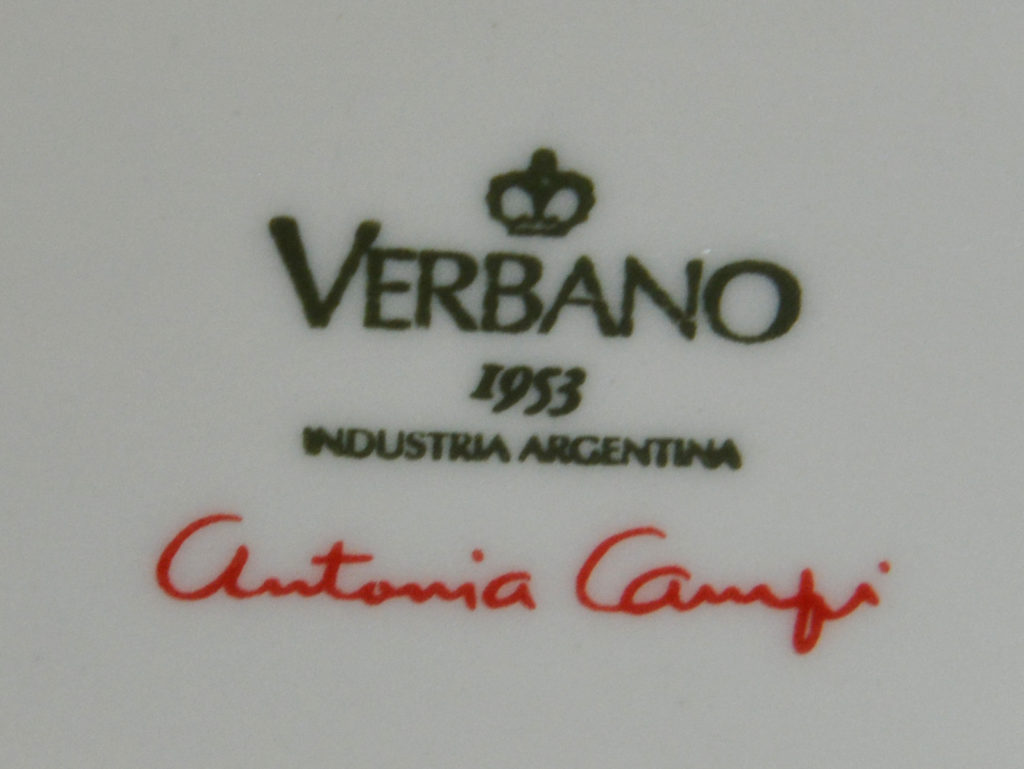 VERBANO
1953
INDUSTRIA ARGENTINA
Antonia Campi